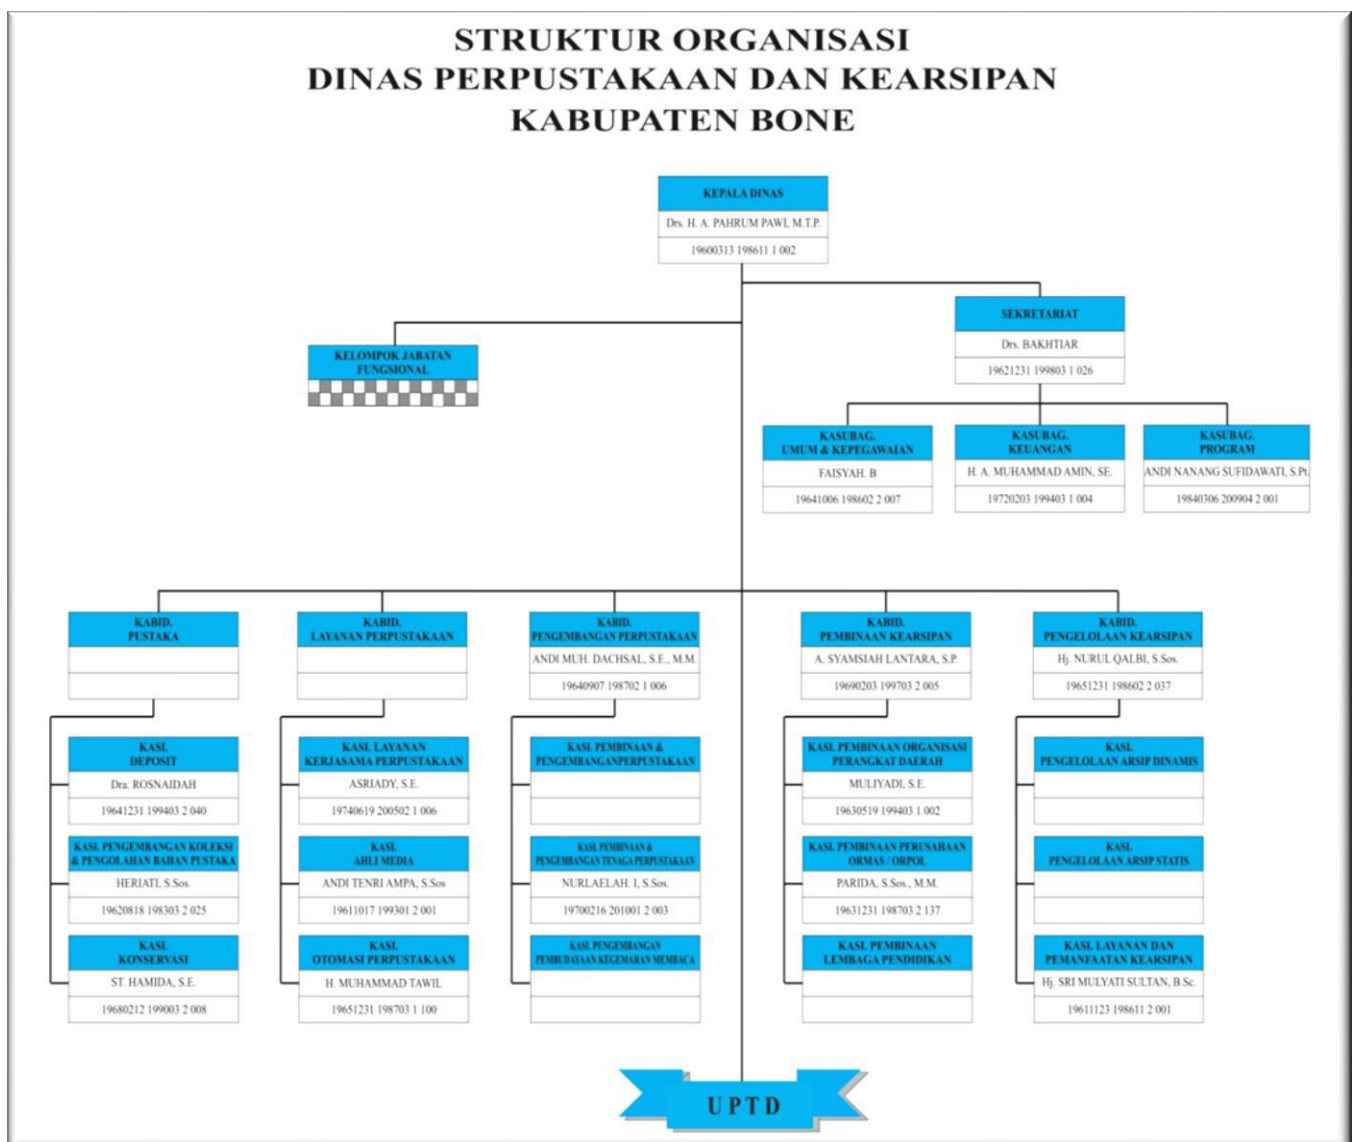 STRUKTUR ORGANISASI
DINAS PERPUSTAKAAN DAN KEARSIPAN
KABUPATEN BONE
KEPALA DINAS
Drs. H. A. PAHRUM PAWI, M.T.P.
19600313 198611 1 002
SEKRETARIAT
Drs. BAKHTIAR
19621231 199803 1 026
KELOMPOK JABATAN
FUNGSIONAL
KASUBAG.
UMUM & KEPEGAWAIAN
FAISYAH. B
19641006 198602 2 007
KASUBAG.
KEUANGAN
H. A. MUHAMMAD AMIN, SE.
19720203 199403 1 004
KASUBAG.
PROGRAM
ANDI NANANG SUFIDAWATI, S.Pt.
19840306 200904 2 001
KABID.
PUSTAKA
KASI.
DEPOSIT
Dra. ROSNAIDAH
19641231 199403 2 040
KASI. PENGEMBANGAN KOLEKSI
& PENGOLAHAN BAHAN PUSTAKA
HERIATI, S.Sos.
19620818 198303 2 025
KASI.
KONSERVASI
ST. HAMIDA, S.E.
19680212 199003 2 008
KABID.
LAYANAN PERPUSTAKAAN
KASI. LAYANAN
KERJASAMA PERPUSTAKAAN
ASRIADY, S.E.
19740619 200502 1 006
KASI.
AHLI MEDIA
ANDI TENRI AMPA, S.Sos
19611017 199301 2 001
KASI.
OTOMASI PERPUSTAKAAN
H. MUHAMMAD TAWIL
19651231 198703 1 100
KABID.
PENGEMBANGAN PERPUSTAKAAN
ANDI MUH. DACHSAL, S.E., M.M.
19640907 198702 1 006
KASI. PEMBINAAN &
PENGEMBANGANPERPUSTAKAAN
KASI. PEMBINAAN &
PENGEMBANGAN TENAGA PERPUSTAKAAN
NURLAELAH. I, S.Sos.
19700216 201001 2 003
KASI. PENGEMBANGAN
PEMBUDAYAAN KEGEMARAN MEMBACA
KABID.
PEMBINAAN KEARSIPAN
A. SYAMSIAH LANTARA, S.P.
19690203 199703 2 005
KASI. PEMBINAAN ORGANISASI
PERANGKAT DAERAH
MULIYADI, S.E.
19630519 199403 1 002
KASI. PEMBINAAN PERUSAHAAN
ORMAS / ORPOL
PARIDA, S.Sos., M.M.
19631231 198703 2 137
KASI. PEMBINAAN
LEMBAGA PENDIDIKAN
KABID.
PENGELOLAAN KEARSIPAN
Hj. NURUL QALBI, S.Sos.
19651231 198602 2 037
KASI.
PENGELOLAAN ARSIP DINAMIS
KASI.
PENGELOLAAN ARSIP STATIS
KASI. LAYANAN DAN
PEMANFAATAN KEARSIPAN
Hj. SRI MULYATI SULTAN, B.Sc.
19611123 198611 2 001
UPTD